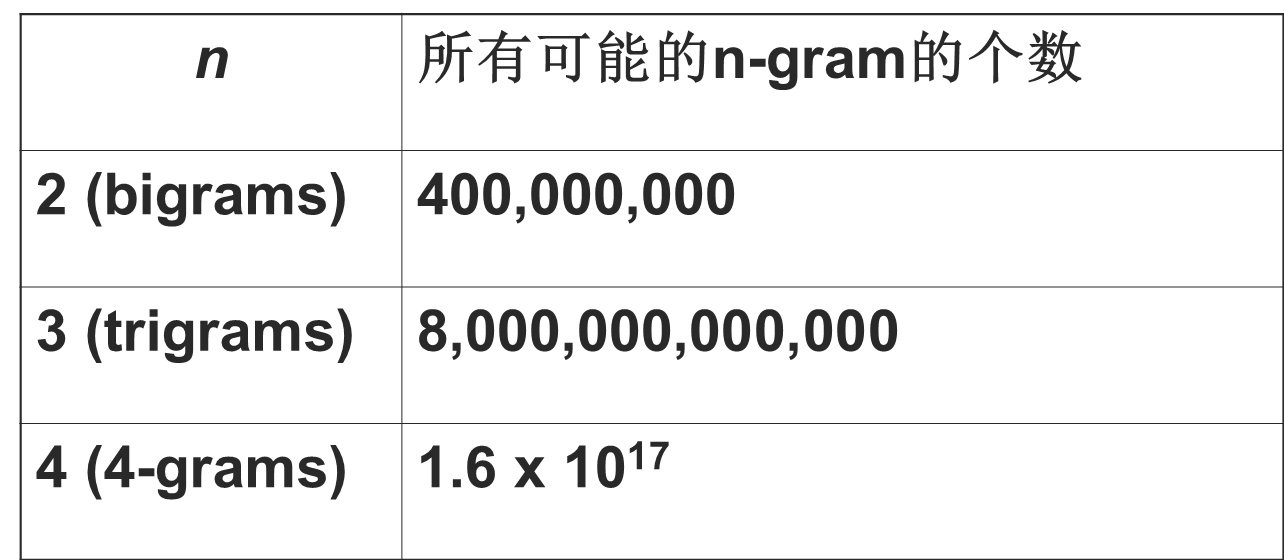 n 所有可能的n-gram的个数
2 (bigrams) 400,000,000
3 (trigrams) 8,000,000,000,000
4 (4-grams) 1.6 x 10¹⁷